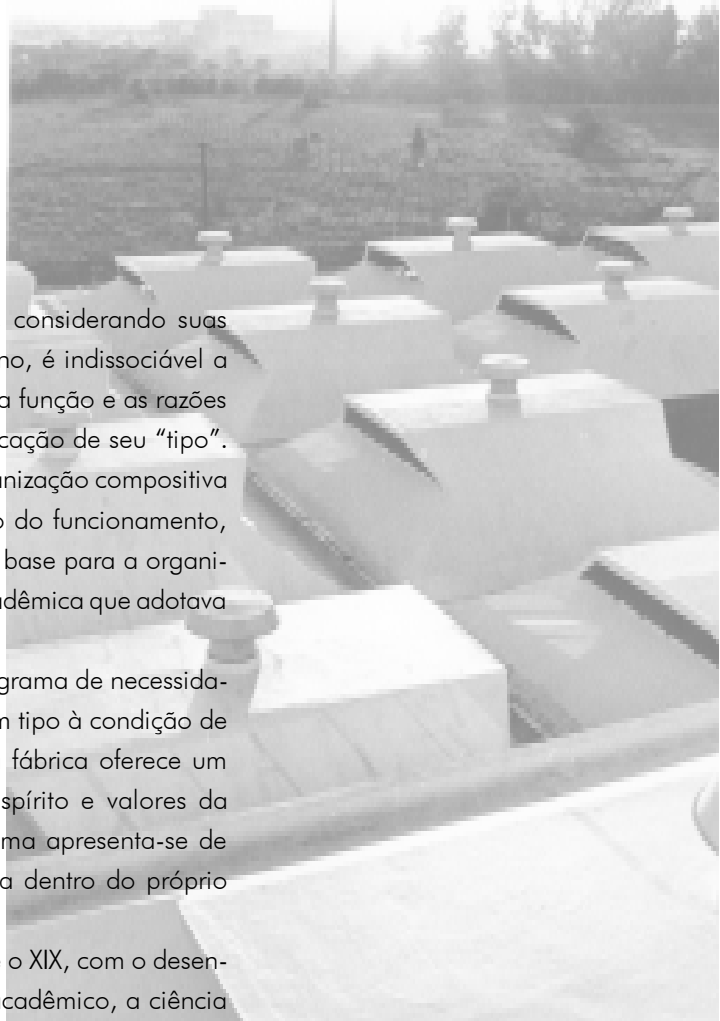 considerando suas
no, é indissociável a
a função e as razões
cação de seu “tipo”.
anização compositiva
o do funcionamento,
base para a organi-
adêmica que adotava
grama de necessida-
m tipo à condição de
fábrica oferece um
spírito e valores da
ma apresenta-se de
a dentro do próprio
o XIX, com o desen-
cadêmico, a ciência